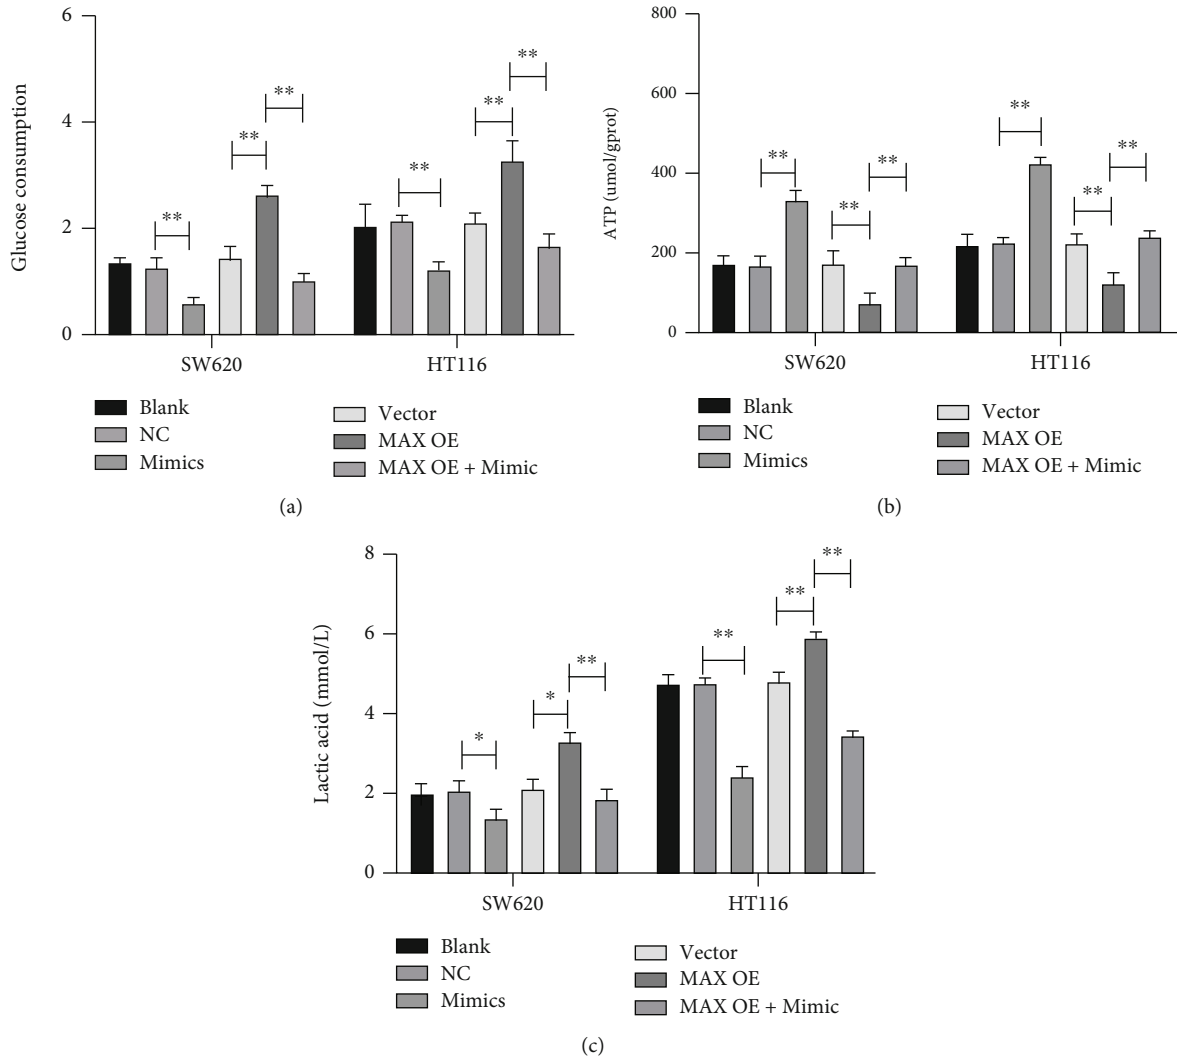 6
4
2
0
Glucose consumption
**
**
**
**
**
**
SW620
HT116
Blank
NC
Mimics
Vector
MAX OE
MAX OE + Mimic
(a)
800
600
400
200
0
ATP (umol/gprot)
**
**
**
**
**
**
SW620
HT116
Blank
NC
Mimics
Vector
MAX OE
MAX OE + Mimic
(b)
8
6
4
2
0
Lactic acid (mmol/L)
*
*
**
**
**
**
SW620
HT116
Blank
NC
Mimics
Vector
MAX OE
MAX OE + Mimic
(c)